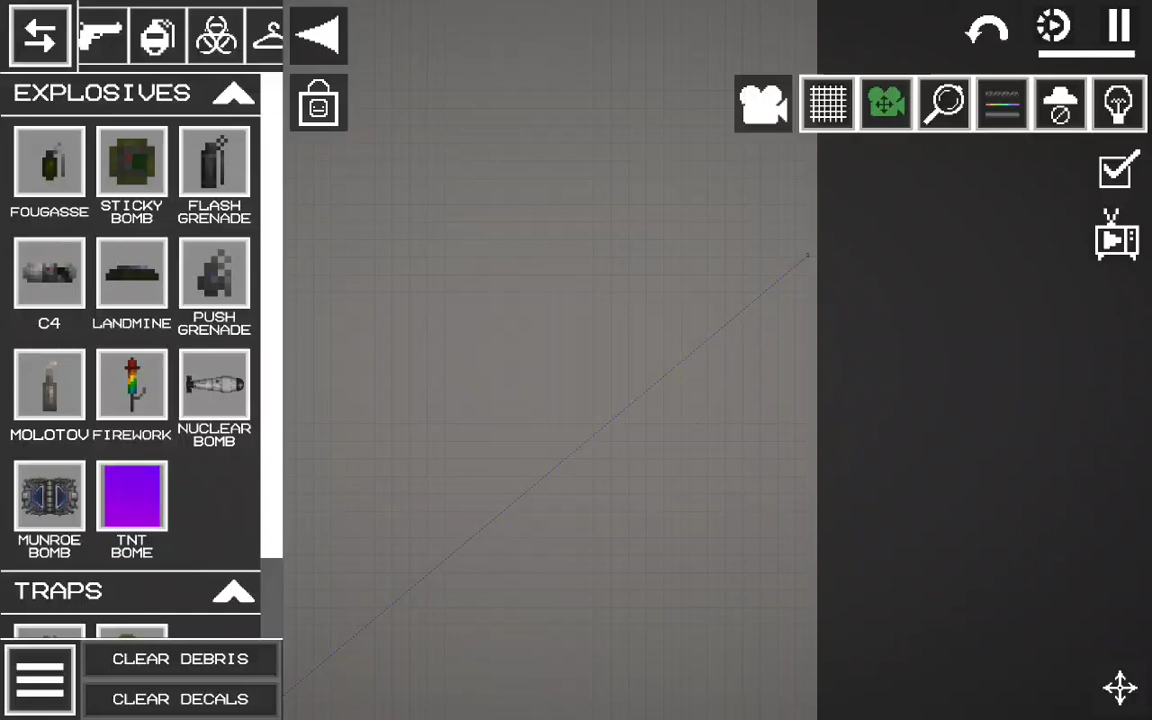 EXPLOSIVES
FOUGASSE
STICKY
BOMB
FLASH
GRENADE
C4
LANDMINE
PUSH
GRENADE
MOLOTOV
FIREWORK
NUCLEAR
BOMB
MUNROE
BOMB
TNT
BOME
TRAPS
CLEAR DEBRIS
CLEAR DECALS